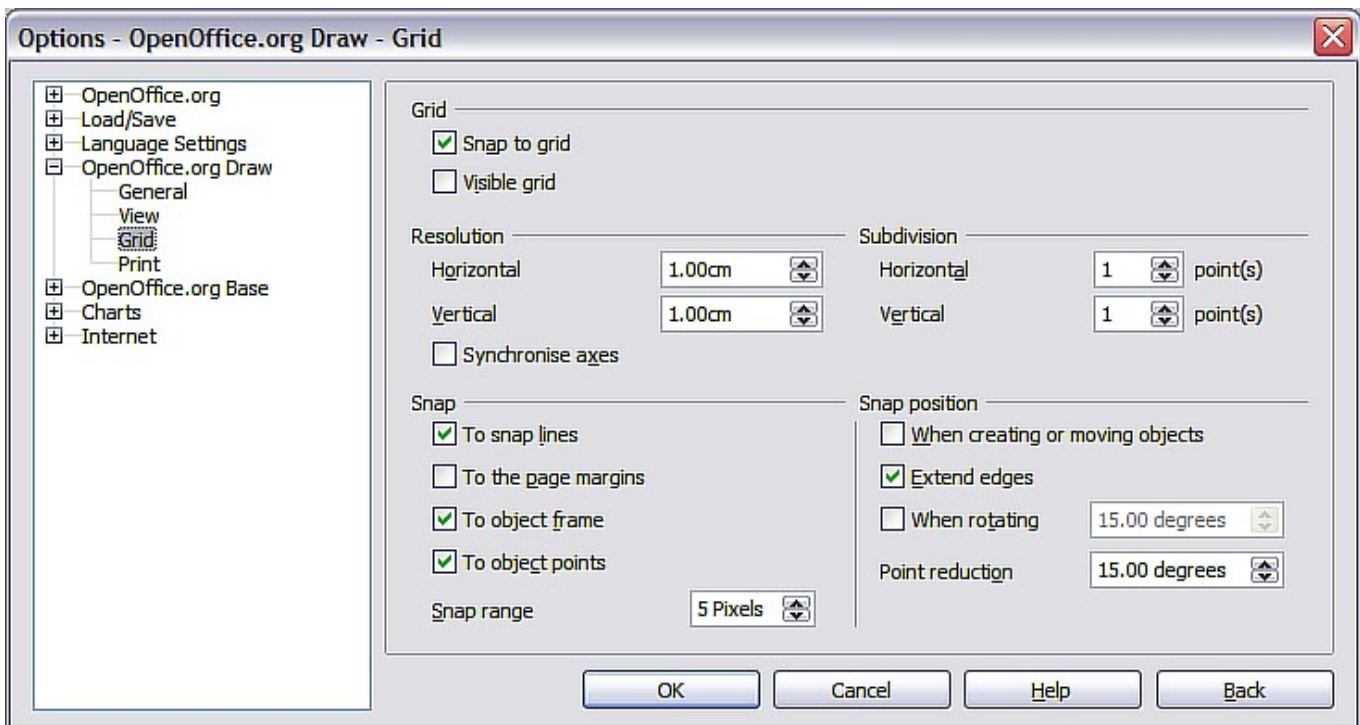 Options - OpenOffice.org Draw - Grid
OpenOffice.org
Load/Save
Language Settings
OpenOffice.org Draw
General
View
Grid
Print
OpenOffice.org Base
Charts
Internet
Grid
Snap to grid
Visible grid
Resolution
Horizontal 1.00cm
Vertical 1.00cm
Synchronise axes
Subdivision
Horizontal 1 point(s)
Vertical 1 point(s)
Snap
To snap lines
To the page margins
To object frame
To object points
Snap range 5 Pixels
Snap position
When creating or moving objects
Extend edges
When rotating 15.00 degrees
Point reduction 15.00 degrees
OK Cancel Help Back